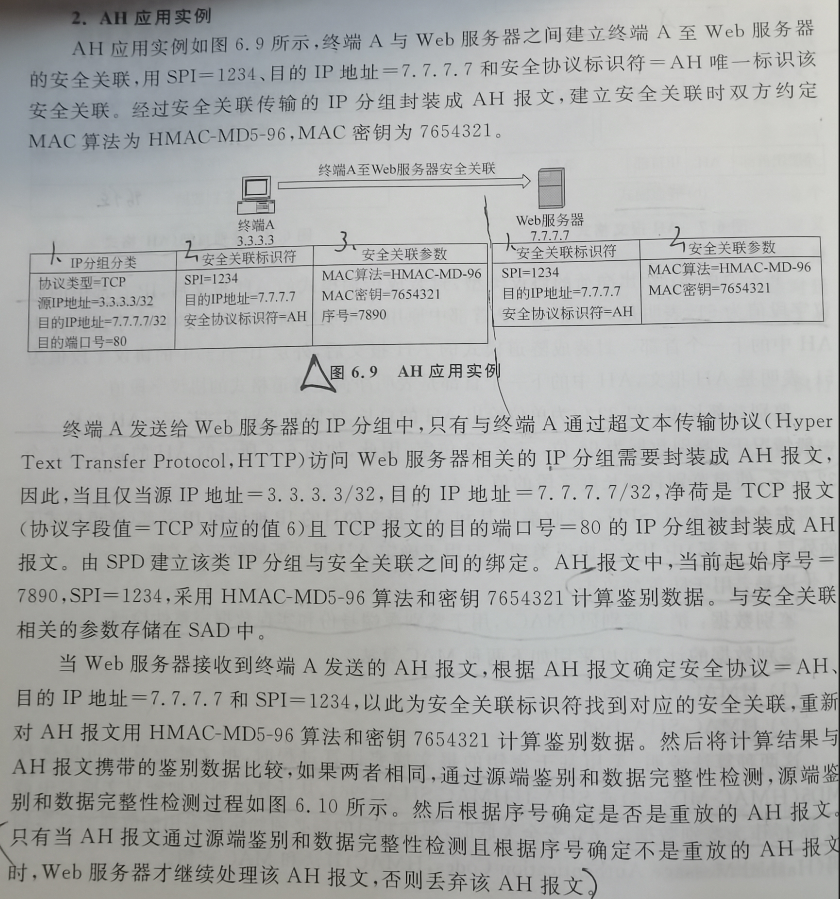 2. AH 应用实例
AH 应用实例如图 6.9 所示,终端 A 与 Web 服务器之间建立终端 A 至 Web 服务器
的安全关联,用 SPI=1234、目的 IP 地址=7.7.7.7 和安全协议标识符=AH 唯一标识该
安全关联。经过安全关联传输的 IP 分组封装成 AH 报文,建立安全关联时双方约定
MAC 算法为 HMAC-MD5-96,MAC 密钥为 7654321。
终端A至Web服务器安全关联
终端A
3.3.3.3
Web服务器
7.7.7.7
1、 IP分组分类
协议类型=TCP
源IP地址=3.3.3.3/32
目的IP地址=7.7.7.7/32
目的端口号=80
2、 安全关联标识符
SPI=1234
目的IP地址=7.7.7.7
安全协议标识符=AH
3、 安全关联参数
MAC算法=HMAC-MD-96
MAC密钥=7654321
序号=7890
1、 安全关联标识符
SPI=1234
目的IP地址=7.7.7.7
安全协议标识符=AH
2 安全关联参数
MAC算法=HMAC-MD-96
MAC密钥=7654321
图 6.9 AH 应用实例
终端 A 发送给 Web 服务器的 IP 分组中,只有与终端 A 通过超文本传输协议(Hyper
Text Transfer Protocol,HTTP)访问 Web 服务器相关的 IP 分组需要封装成 AH 报文,
因此,当且仅当源 IP 地址=3.3.3.3/32,目的 IP 地址=7.7.7.7/32,净荷是 TCP 报文
(协议字段值=TCP 对应的值 6)且 TCP 报文的目的端口号=80 的 IP 分组被封装成 AH
报文。由 SPD 建立该类 IP 分组与安全关联之间的绑定。AH 报文中,当前起始序号=
7890,SPI=1234,采用 HMAC-MD5-96 算法和密钥 7654321 计算鉴别数据。与安全关联
相关的参数存储在 SAD 中。
当 Web 服务器接收到终端 A 发送的 AH 报文,根据 AH 报文确定安全协议=AH、
目的 IP 地址=7.7.7.7 和 SPI=1234,以此为安全关联标识符找到对应的安全关联,重新
对 AH 报文用 HMAC-MD5-96 算法和密钥 7654321 计算鉴别数据。然后将计算结果与
AH 报文携带的鉴别数据比较,如果两者相同,通过源端鉴别和数据完整性检测,源端鉴
别和数据完整性检测过程如图 6.10 所示。然后根据序号确定是否是重放的 AH 报文。
只有当 AH 报文通过源端鉴别和数据完整性检测且根据序号确定不是重放的 AH 报文
时,Web 服务器才继续处理该 AH 报文,否则丢弃该 AH 报文。